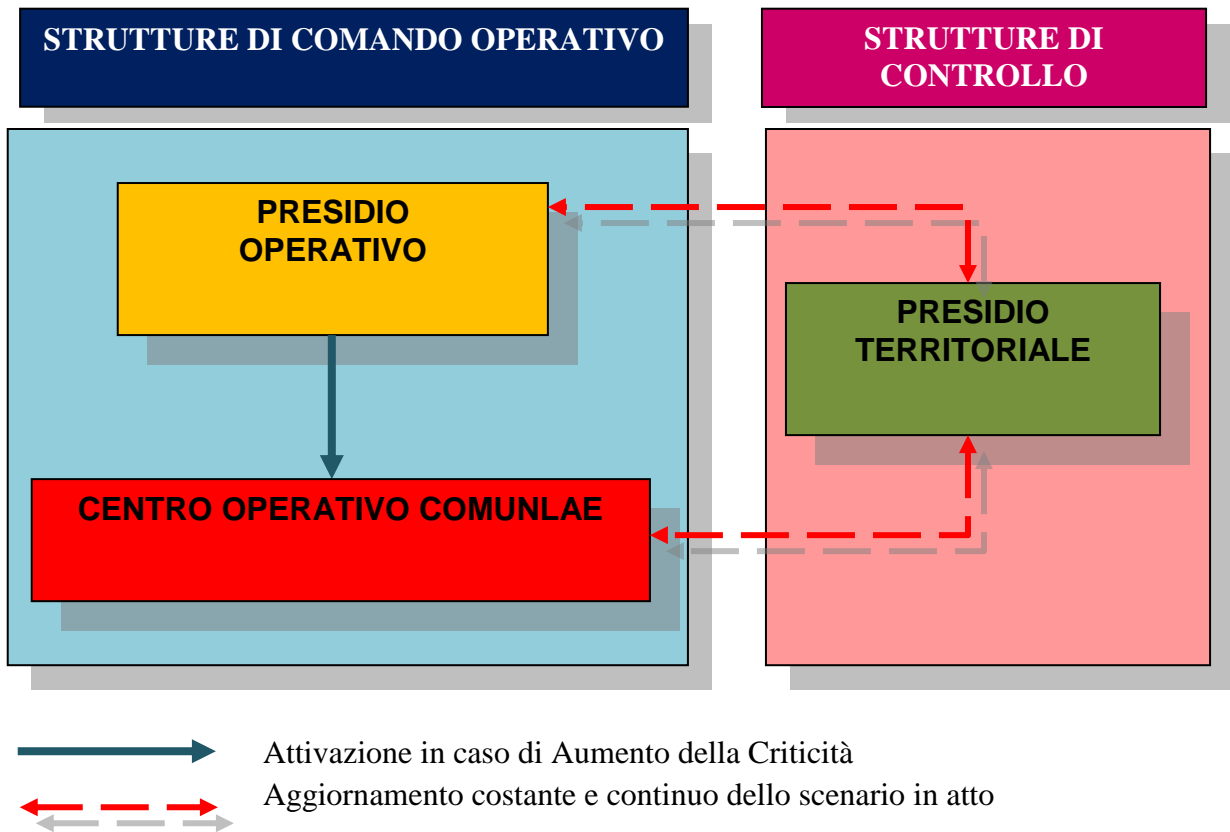 STRUTTURE DI COMANDO OPERATIVO
STRUTTURE DI
CONTROLLO
PRESIDIO
OPERATIVO
PRESIDIO
TERRITORIALE
CENTRO OPERATIVO COMUNLAE
Attivazione in caso di Aumento della Criticità
Aggiornamento costante e continuo dello scenario in atto